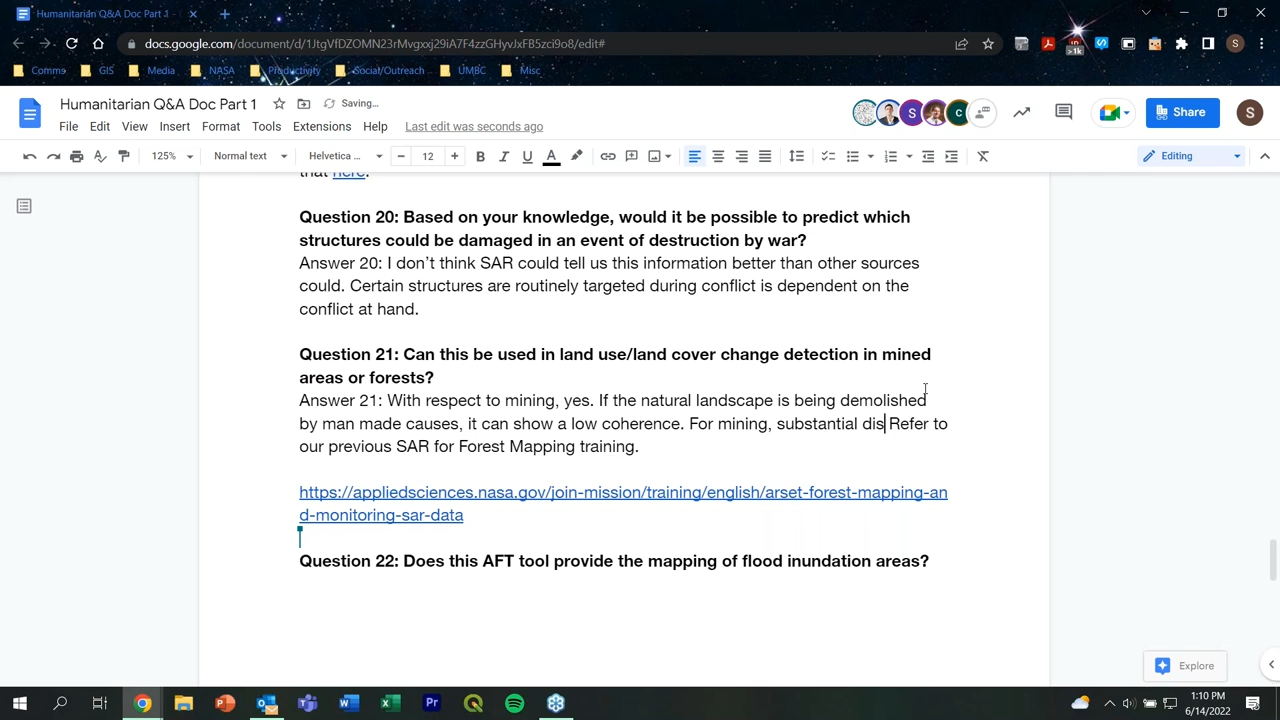 Humanitarian Q&A Doc Part 1
docs.google.com/document/d/1JtgVfDZOMN23rMvgxxj29iA7F4zzGHyvJxFB5zci9o8/edit#
>1k
S
Comms
GIS
Media
NASA
Productivity
Social/Outreach
UMBC
Misc
Humanitarian Q&A Doc Part 1
Saving…
File Edit View Insert Format Tools Extensions Help Last edit was seconds ago
S
C
Share
S
125% Normal text Helvetica ... 12 Editing
that here.
Question 20: Based on your knowledge, would it be possible to predict which
structures could be damaged in an event of destruction by war?
Answer 20: I don’t think SAR could tell us this information better than other sources
could. Certain structures are routinely targeted during conflict is dependent on the
conflict at hand.
Question 21: Can this be used in land use/land cover change detection in mined
areas or forests?
Answer 21: With respect to mining, yes. If the natural landscape is being demolished
by man made causes, it can show a low coherence. For mining, substantial dis Refer to
our previous SAR for Forest Mapping training.
https://appliedsciences.nasa.gov/join-mission/training/english/arset-forest-mapping-an
d-monitoring-sar-data
Question 22: Does this AFT tool provide the mapping of flood inundation areas?
Explore
1:10 PM
6/14/2022